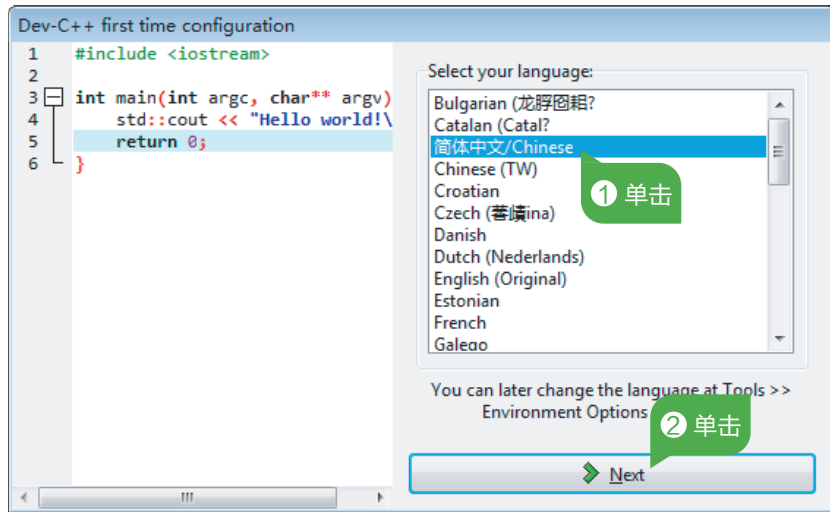 Dev-C++ first time configuration
1 #include <iostream>
2
3 int main(int argc, char** argv)
4 std::cout << "Hello world!\
5 return 0;
6 }
Select your language:
Bulgarian (龙脬囵耜?
Catalan (Catal?
简体中文/Chinese
Chinese (TW)
Croatian
Czech (萫ina)
Danish
Dutch (Nederlands)
English (Original)
Estonian
French
Galego
1 单击
You can later change the language at Tools >>
Environment Options
2 单击
Next